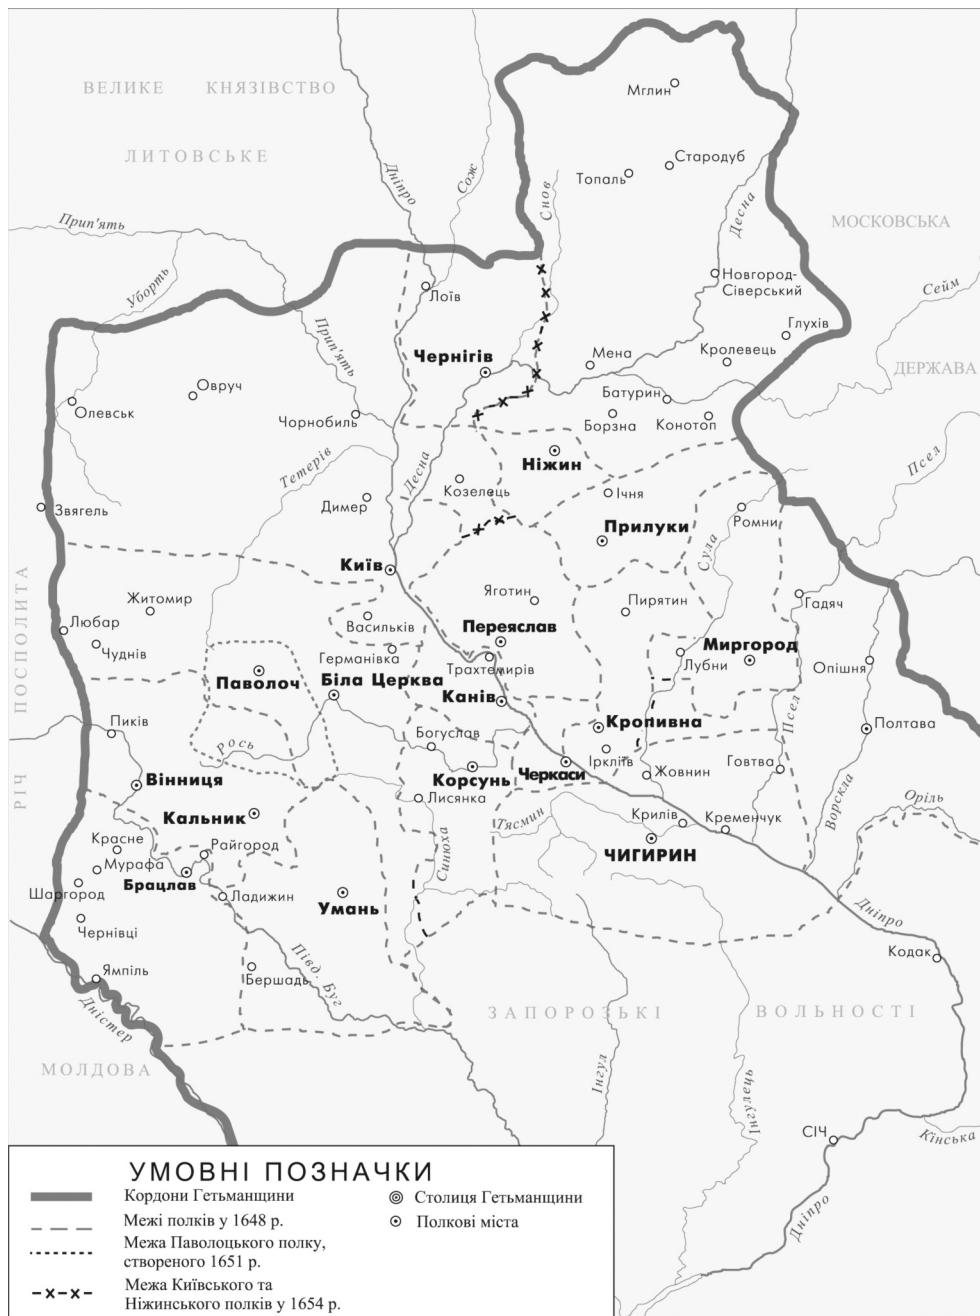 ВЕЛИКЕ КНЯЗІВСТВО
ЛИТОВСЬКЕ
Мглин
Стародуб
Топаль
Дніпро
Сож
Снов
Десна
МОСКОВСЬКА
Прип'ять
Уборть
Лоїв
Новгород-
Сіверський
Сейм
Прип'ять
Глухів
Чернігів
Мена
Кролевець
ДЕРЖАВА
Овруч
Олевськ
Батурин
Чорнобиль
Борзна
Конотоп
Ніжин
Псел
Тетерів
Десна
Козелець
Ічня
Димер
Звягель
Ромни
Прилуки
Сула
Київ
РІЧ ПОСПОЛИТА
Житомир
Яготин
Пирятин
Гадяч
Любар
Васильків
Переяслав
Чуднів
Германівка
Трахтемирів
Лубни
Миргород
Опішня
Паволоч
Біла Церква
Канів
Псел
Пиків
Кропивна
Полтава
Рось
Богуслав
Іркліїв
Говтва
Вінниця
Корсунь
Черкаси
Жовнин
Лисянка
Ворскла
Оріль
Кальник
Тясмин
Крилів
Кременчук
Красне
Райгород
Синюха
ЧИГИРИН
Мурафа
Брацлав
Шаргород
Ладижин
Умань
Чернівці
Дніпро
Півд. Буг
Кодак
Ямпіль
Бершадь
Дністер
ЗАПОРОЗЬКІ ВОЛЬНОСТІ
МОЛДОВА
Інгул
Інгулець
СІЧ
Кінська
Дніпро
УМОВНІ ПОЗНАЧКИ
Кордони Гетьманщини
Столиця Гетьманщини
Межі полків у 1648 р.
Полкові міста
Межа Паволоцького полку,
створеного 1651 р.
Межа Київського та
Ніжинського полків у 1654 р.